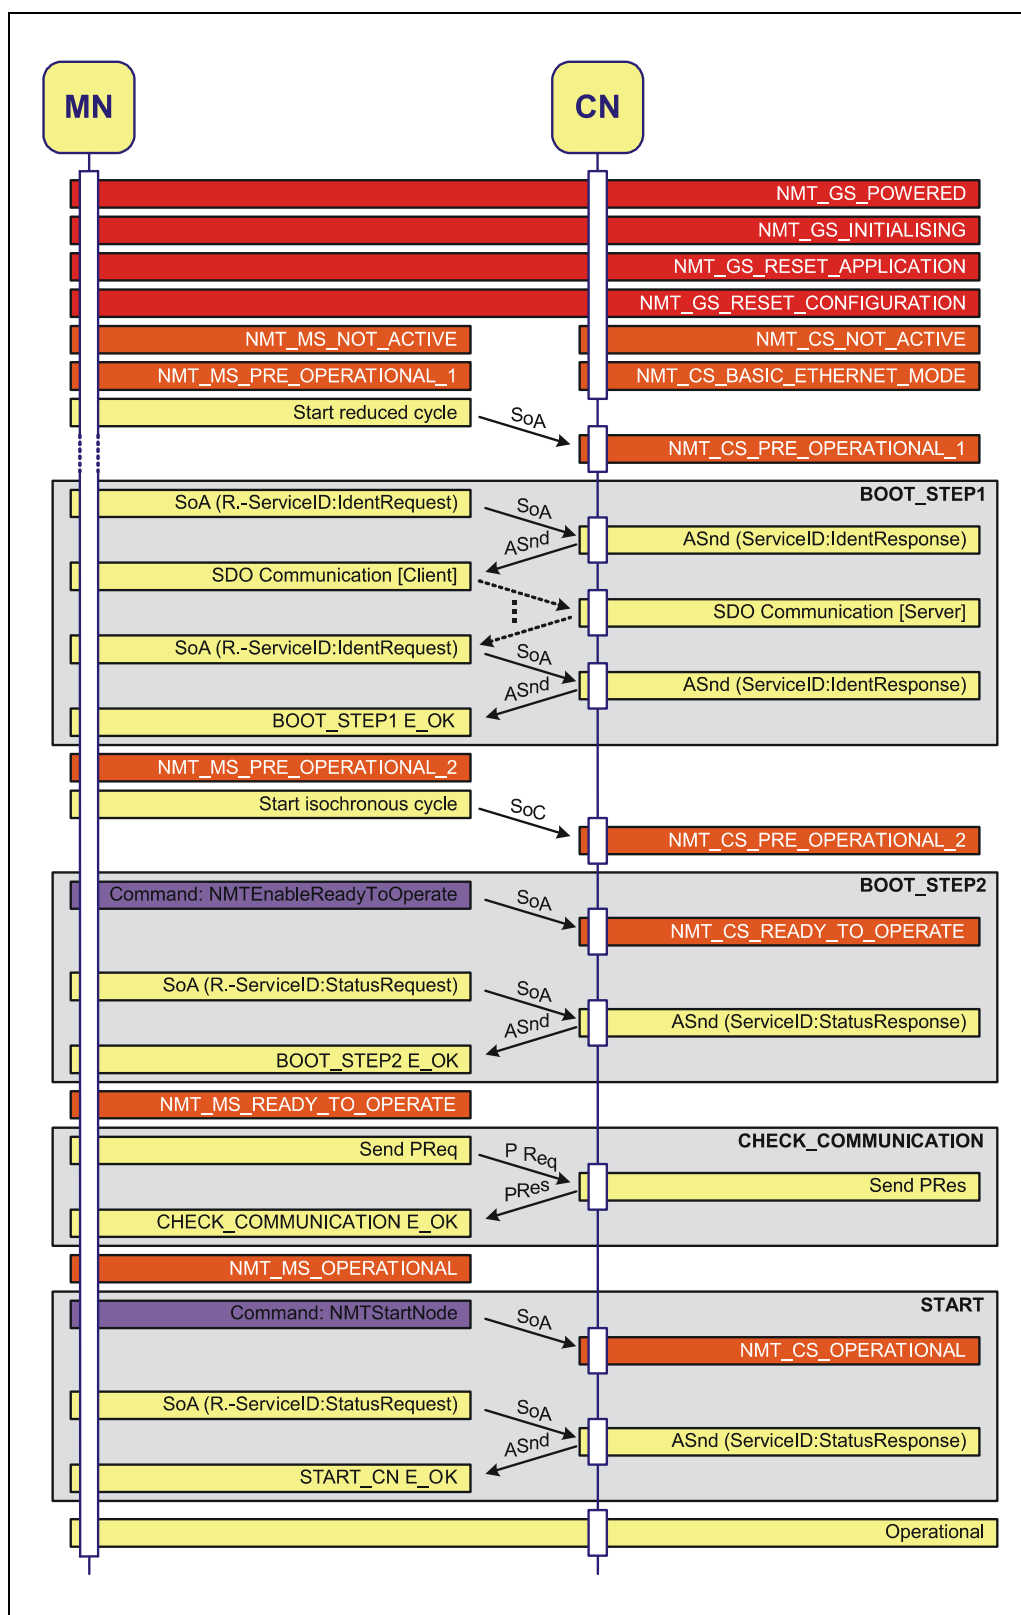 MN
CN
NMT_GS_POWERED
NMT_GS_INITIALISING
NMT_GS_RESET_APPLICATION
NMT_GS_RESET_CONFIGURATION
NMT_MS_NOT_ACTIVE
NMT_CS_NOT_ACTIVE
NMT_MS_PRE_OPERATIONAL_1
NMT_CS_BASIC_ETHERNET_MODE
Start reduced cycle
SoA
NMT_CS_PRE_OPERATIONAL_1
BOOT_STEP1
SoA (R.-ServiceID:IdentRequest)
SoA
ASnd (ServiceID:IdentResponse)
ASnd
SDO Communication [Client]
SDO Communication [Server]
SoA (R.-ServiceID:IdentRequest)
SoA
ASnd (ServiceID:IdentResponse)
ASnd
BOOT_STEP1 E_OK
NMT_MS_PRE_OPERATIONAL_2
Start isochronous cycle
SoC
NMT_CS_PRE_OPERATIONAL_2
BOOT_STEP2
Command: NMTEnableReadyToOperate
SoA
NMT_CS_READY_TO_OPERATE
SoA (R.-ServiceID:StatusRequest)
SoA
ASnd (ServiceID:StatusResponse)
ASnd
BOOT_STEP2 E_OK
NMT_MS_READY_TO_OPERATE
CHECK_COMMUNICATION
Send PReq
P Req
Send PRes
PRes
CHECK_COMMUNICATION E_OK
NMT_MS_OPERATIONAL
START
Command: NMTStartNode
SoA
NMT_CS_OPERATIONAL
SoA (R.-ServiceID:StatusRequest)
SoA
ASnd (ServiceID:StatusResponse)
ASnd
START_CN E_OK
Operational